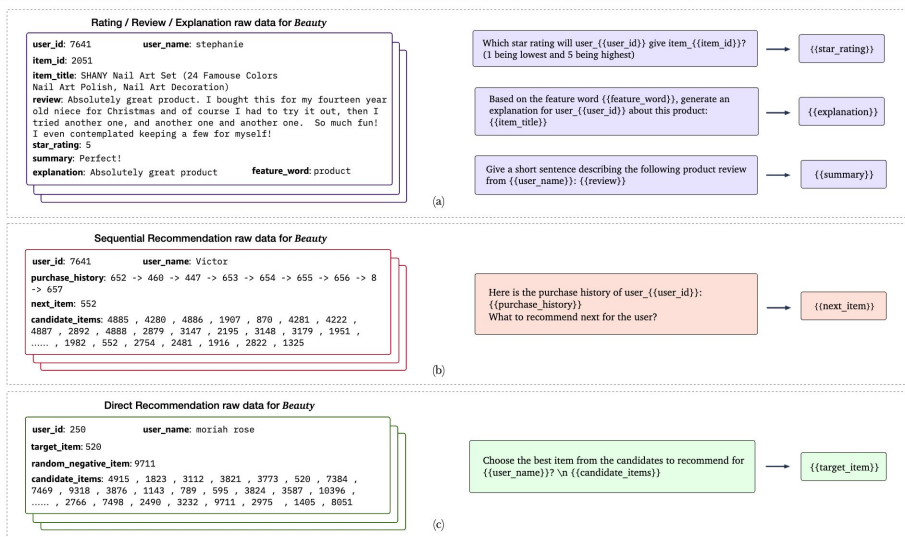 Rating / Review / Explanation raw data for Beauty
user_id: 7641 user_name: stephanie
item_id: 2051
item_title: SHANY Nail Art Set (24 Famouse Colors
Nail Art Polish, Nail Art Decoration)
review: Absolutely great product. I bought this for my fourteen year
old niece for Christmas and of course I had to try it out, then I
tried another one, and another one and another one. So much fun!
I even contemplated keeping a few for myself!
star_rating: 5
summary: Perfect!
explanation: Absolutely great product feature_word: product
Which star rating will user_{{user_id}} give item_{{item_id}}?
(1 being lowest and 5 being highest)
{{star_rating}}
Based on the feature word {{feature_word}}, generate an
explanation for user_{{user_id}} about this product:
{{item_title}}
{{explanation}}
Give a short sentence describing the following product review
from {{user_name}}: {{review}}
{{summary}}
(a)
Sequential Recommendation raw data for Beauty
user_id: 7641 user_name: Victor
purchase_history: 652 -> 460 -> 447 -> 653 -> 654 -> 655 -> 656 -> 8
-> 657
next_item: 552
candidate_items: 4885 , 4280 , 4886 , 1907 , 870 , 4281 , 4222 ,
4887 , 2892 , 4888 , 2879 , 3147 , 2195 , 3148 , 3179 , 1951 ,
...... , 1982 , 552 , 2754 , 2481 , 1916 , 2822 , 1325
Here is the purchase history of user_{{user_id}}:
{{purchase_history}}
What to recommend next for the user?
{{next_item}}
(b)
Direct Recommendation raw data for Beauty
user_id: 250 user_name: moriah rose
target_item: 520
random_negative_item: 9711
candidate_items: 4915 , 1823 , 3112 , 3821 , 3773 , 520 , 7384 ,
7469 , 9318 , 3876 , 1143 , 789 , 595 , 3824 , 3587 , 10396 ,
...... , 2766 , 7498 , 2490 , 3232 , 9711 , 2975 , 1405 , 8051
Choose the best item from the candidates to recommend for
{{user_name}}? \n {{candidate_items}}
{{target_item}}
(c)